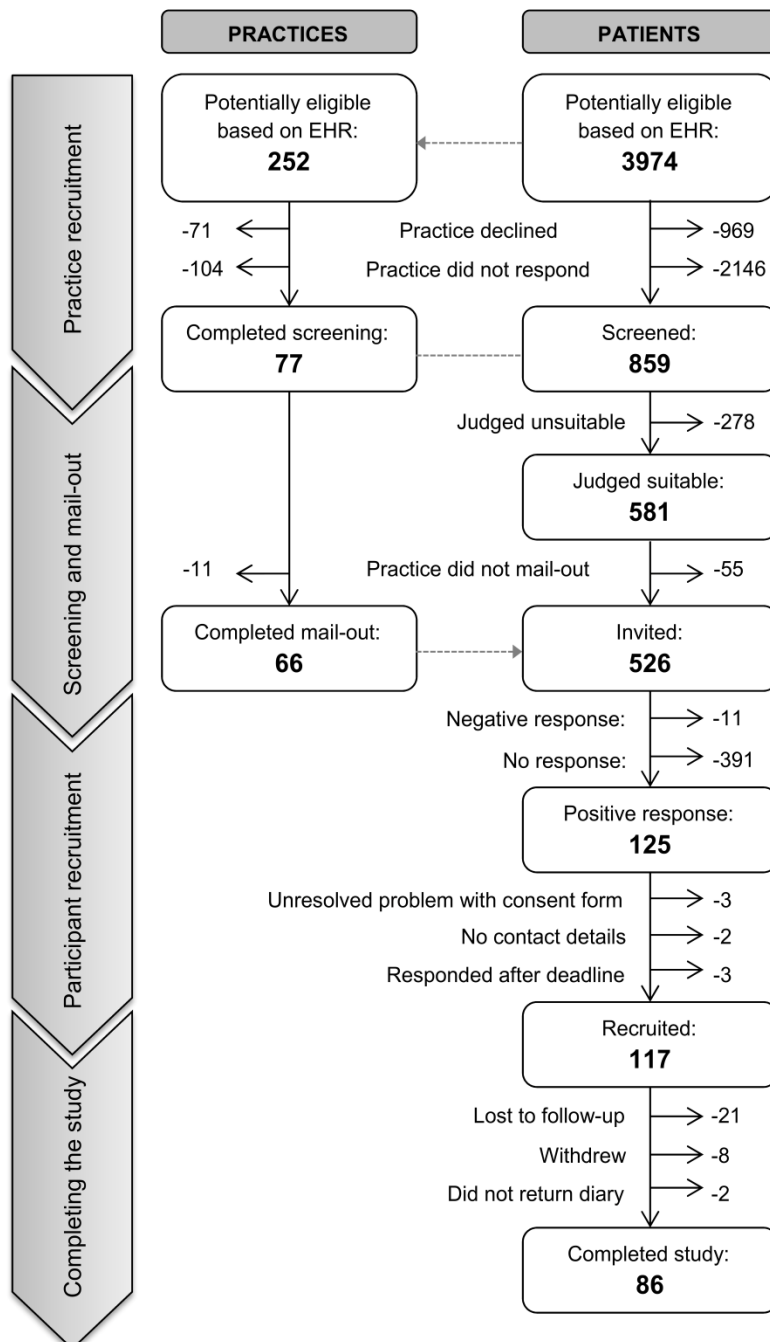 PRACTICES
PATIENTS
Practice recruitment
Potentially eligible
based on EHR:
252
Potentially eligible
based on EHR:
3974
-71
Practice declined
-969
-104
Practice did not respond
-2146
Completed screening:
77
Screened:
859
Screening and mail-out
Judged unsuitable
-278
Judged suitable:
581
-11
Practice did not mail-out
-55
Completed mail-out:
66
Invited:
526
Participant recruitment
Negative response:
-11
No response:
-391
Positive response:
125
Unresolved problem with consent form
-3
No contact details
-2
Responded after deadline
-3
Recruited:
117
Completing the study
Lost to follow-up
-21
Withdrew
-8
Did not return diary
-2
Completed study:
86